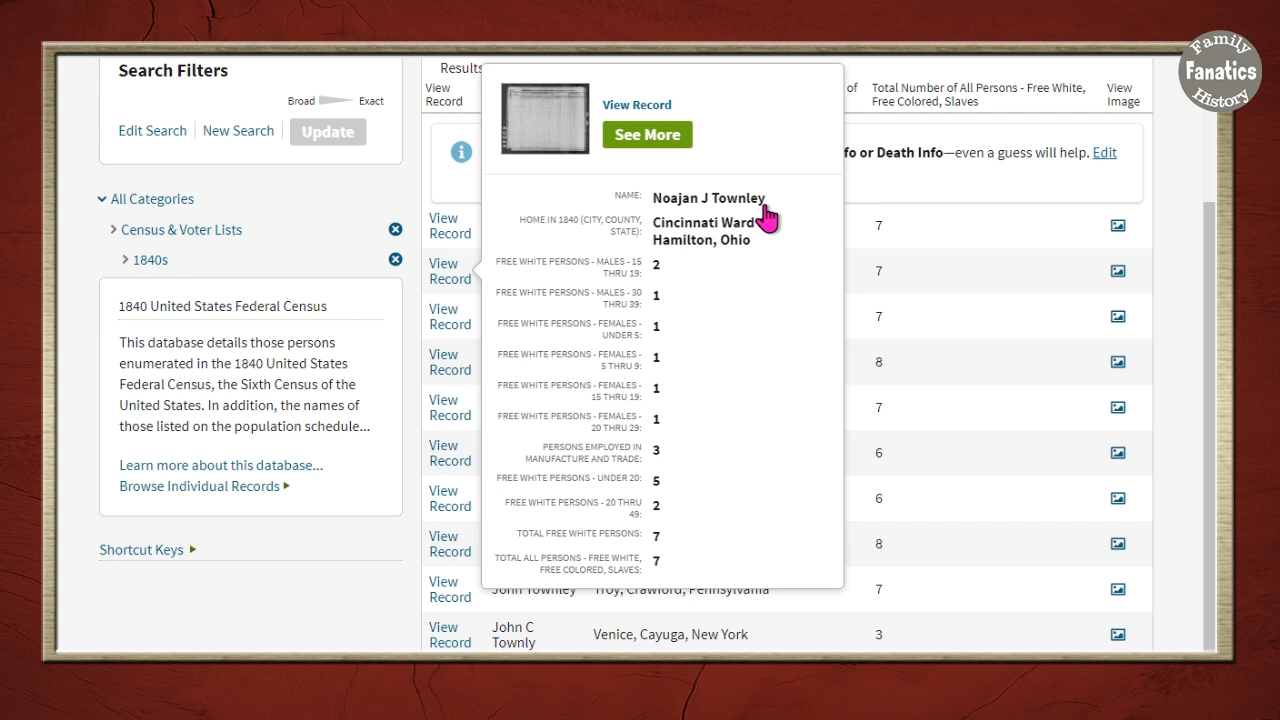 Family
Fanatics
History
Search Filters
Broad Exact
Edit Search New Search Update
All Categories
Census & Voter Lists
1840s
1840 United States Federal Census
This database details those persons
enumerated in the 1840 United States
Federal Census, the Sixth Census of the
United States. In addition, the names of
those listed on the population schedule...
Learn more about this database...
Browse Individual Records
Shortcut Keys
Results
View
Record
of
Total Number of All Persons - Free White,
Free Colored, Slaves
View
Image
fo or Death Info—even a guess will help. Edit
View Record
See More
NAME: Noajan J Townley
HOME IN 1840 (CITY, COUNTY,
STATE):
Cincinnati Ward
Hamilton, Ohio
FREE WHITE PERSONS - MALES - 15
THRU 19:
2
FREE WHITE PERSONS - MALES - 30
THRU 39:
1
FREE WHITE PERSONS - FEMALES -
UNDER 5:
1
FREE WHITE PERSONS - FEMALES -
5 THRU 9:
1
FREE WHITE PERSONS - FEMALES -
15 THRU 19:
1
FREE WHITE PERSONS - FEMALES -
20 THRU 29:
1
PERSONS EMPLOYED IN
MANUFACTURE AND TRADE:
3
FREE WHITE PERSONS - UNDER 20: 5
FREE WHITE PERSONS - 20 THRU
49:
2
TOTAL FREE WHITE PERSONS: 7
TOTAL ALL PERSONS - FREE WHITE,
FREE COLORED, SLAVES:
7
View
Record
7
View
Record
7
View
Record
7
View
Record
8
View
Record
7
View
Record
6
View
Record
6
View
Record
8
View
Record
John Townley
Troy, Crawford, Pennsylvania
7
View
Record
John C
Townly
Venice, Cayuga, New York
3